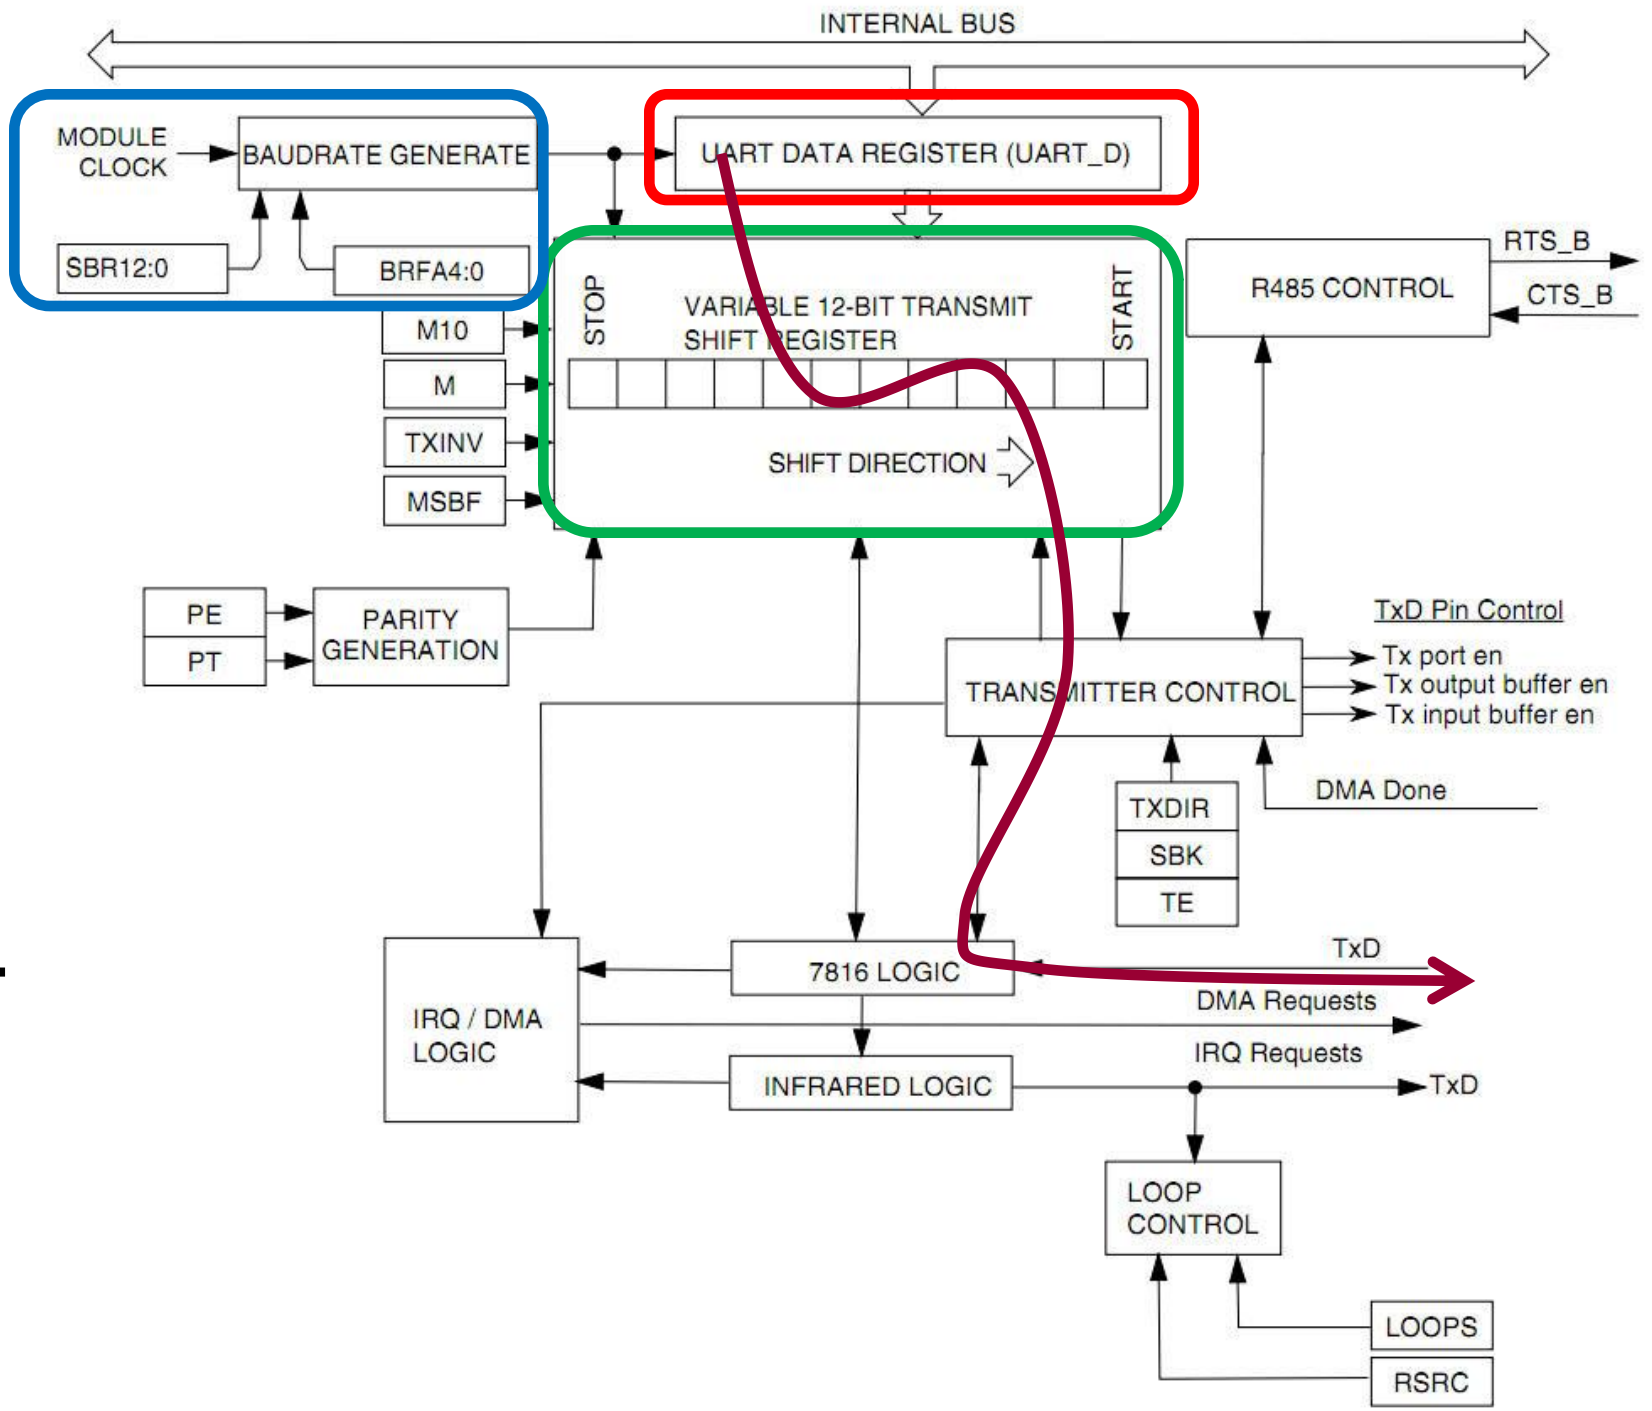 INTERNAL BUS
MODULE
CLOCK
BAUDRATE GENERATE
UART DATA REGISTER (UART_D)
SBR12:0
BRFA4:0
STOP
VARIABLE 12-BIT TRANSMIT
SHIFT REGISTER
START
R485 CONTROL
RTS_B
CTS_B
M10
M
TXINV
MSBF
SHIFT DIRECTION
PE
PT
PARITY
GENERATION
TRANSMITTER CONTROL
TxD Pin Control
Tx port en
Tx output buffer en
Tx input buffer en
DMA Done
TXDIR
SBK
TE
7816 LOGIC
TxD
DMA Requests
IRQ / DMA
LOGIC
IRQ Requests
INFRARED LOGIC
TxD
LOOP
CONTROL
LOOPS
RSRC